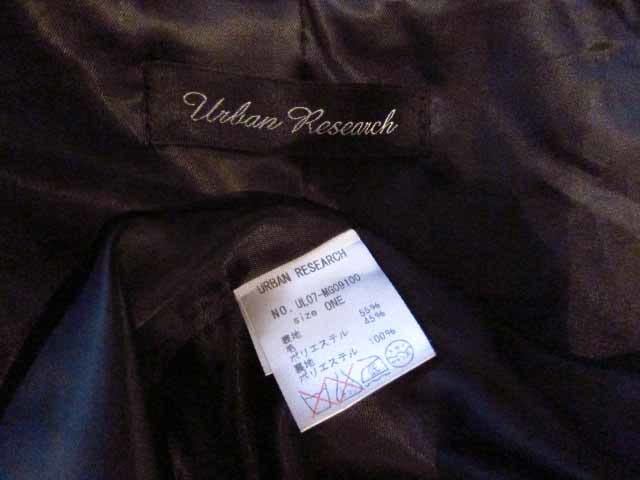 Urban Research
URBAN RESEARCH
NO. UL07-MG09100
size ONE
表地
毛 55%
ポリエステル 45%
裏地
ポリエステル 100%